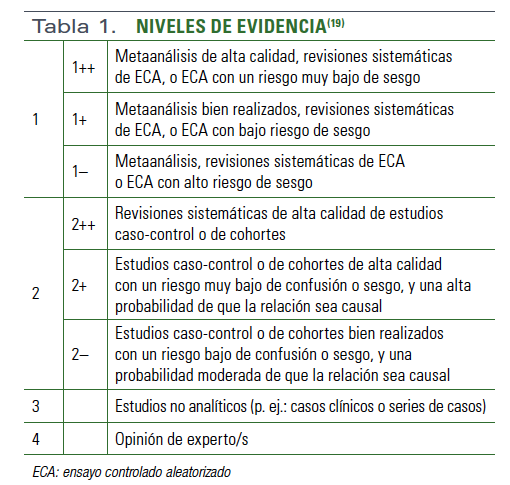 Tabla 1. NIVELES DE EVIDENCIA(19)
1
1++
Metaanálisis de alta calidad, revisiones sistemáticas
de ECA, o ECA con un riesgo muy bajo de sesgo
1+
Metaanálisis bien realizados, revisiones sistemáticas
de ECA, o ECA con bajo riesgo de sesgo
1–
Metaanálisis, revisiones sistemáticas de ECA
o ECA con alto riesgo de sesgo
2
2++
Revisiones sistemáticas de alta calidad de estudios
caso-control o de cohortes
2+
Estudios caso-control o de cohortes de alta calidad
con un riesgo muy bajo de confusión o sesgo, y una alta
probabilidad de que la relación sea causal
2–
Estudios caso-control o de cohortes bien realizados
con un riesgo bajo de confusión o sesgo, y una
probabilidad moderada de que la relación sea causal
3
Estudios no analíticos (p. ej.: casos clínicos o series de casos)
4
Opinión de experto/s
ECA: ensayo controlado aleatorizado